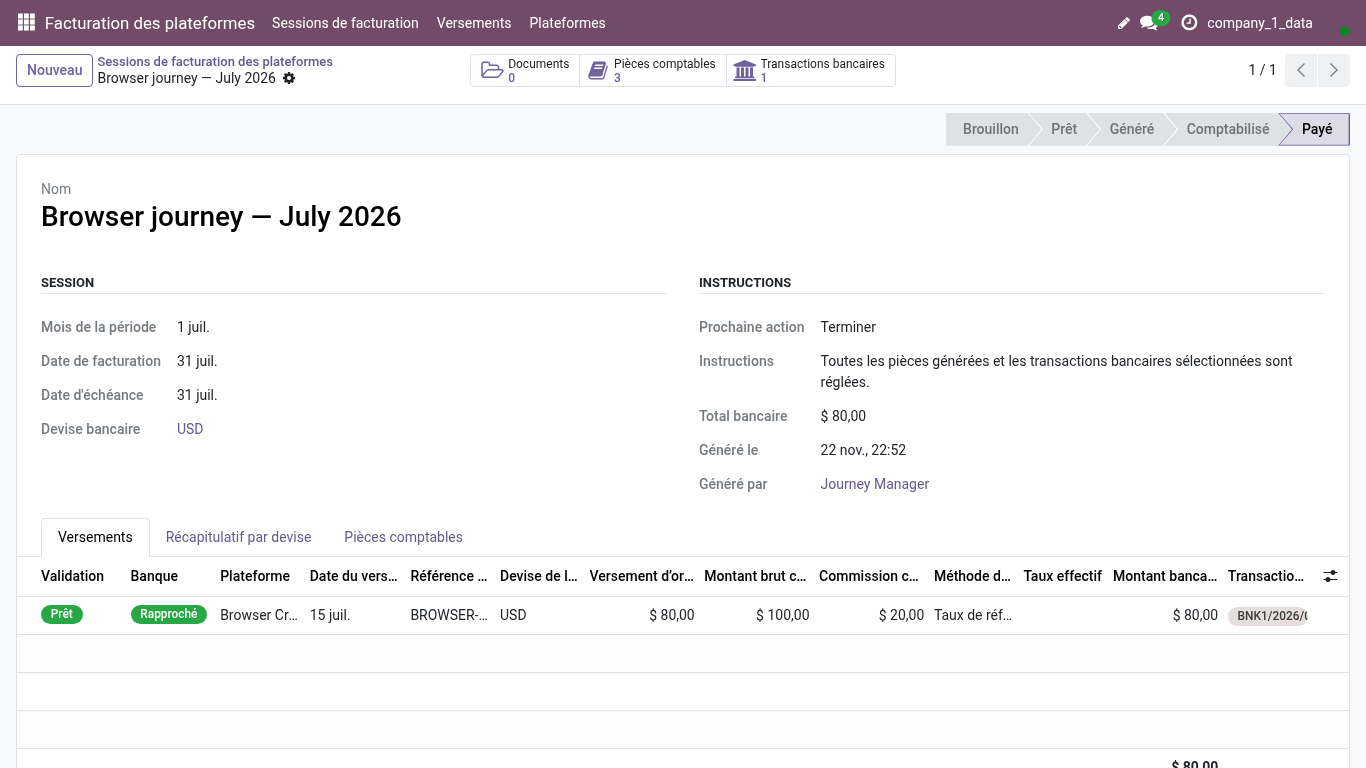 Facturation des plateformes Sessions de facturation Versements Plateformes 4 company_1_data
Nouveau
Sessions de facturation des plateformes
Browser journey — July 2026
Documents
0
Pièces comptables
3
Transactions bancaires
1
1 / 1
Brouillon Prêt Généré Comptabilisé Payé
Nom
Browser journey — July 2026
SESSION
Mois de la période 1 juil.
Date de facturation 31 juil.
Date d'échéance 31 juil.
Devise bancaire USD
INSTRUCTIONS
Prochaine action Terminer
Instructions Toutes les pièces générées et les transactions bancaires sélectionnées sont
réglées.
Total bancaire $ 80,00
Généré le 22 nov., 22:52
Généré par Journey Manager
Versements Récapitulatif par devise Pièces comptables
Validation Banque Plateforme Date du vers... Référence ... Devise de l... Versement d’or... Montant brut c... Commission c... Méthode d... Taux effectif Montant banca... Transactio...
Prêt Rapproché Browser Cr... 15 juil. BROWSER-... USD $ 80,00 $ 100,00 $ 20,00 Taux de réf... $ 80,00 BNK1/2026/
$ 80,00